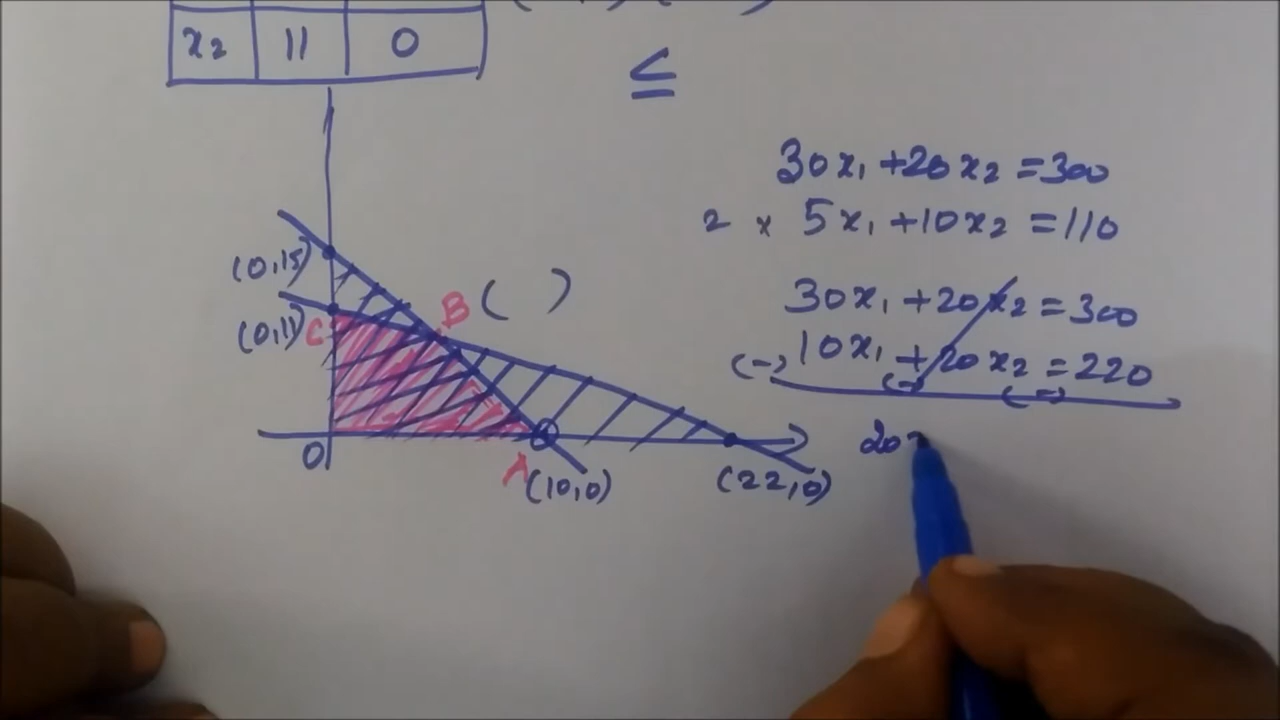 x₂ 11 0
≤
30x₁ + 20x₂ = 300
2 × 5x₁ + 10x₂ = 110
30x₁ + 20x₂ = 300
(-) 10x₁ + 20x₂ = 220
(-) (-)
20
(0,15)
(0,11) C
B ( )
O
A (10,0)
(22,0)